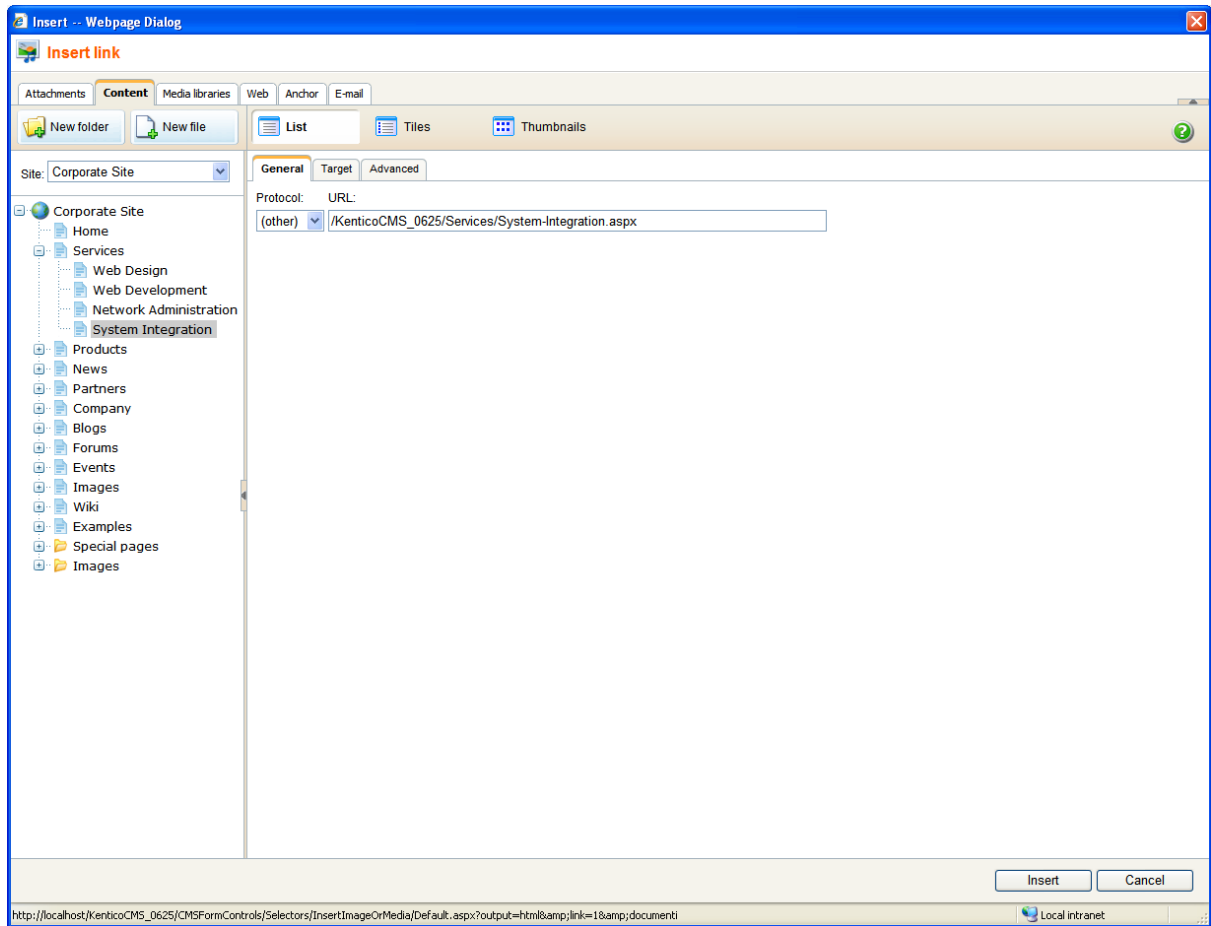 Insert -- Webpage Dialog
Insert link
Attachments Content Media libraries Web Anchor E-mail
New folder New file List Tiles Thumbnails
Site: Corporate Site
General Target Advanced
Protocol: URL:
(other) /KenticoCMS_0625/Services/System-Integration.aspx
Corporate Site
Home
Services
Web Design
Web Development
Network Administration
System Integration
Products
News
Partners
Company
Blogs
Forums
Events
Images
Wiki
Examples
Special pages
Images
Insert Cancel
http://localhost/KenticoCMS_0625/CMSFormControls/Selectors/InsertImageOrMedia/Default.aspx?output=html&amp;link=1&amp;documenti Local intranet